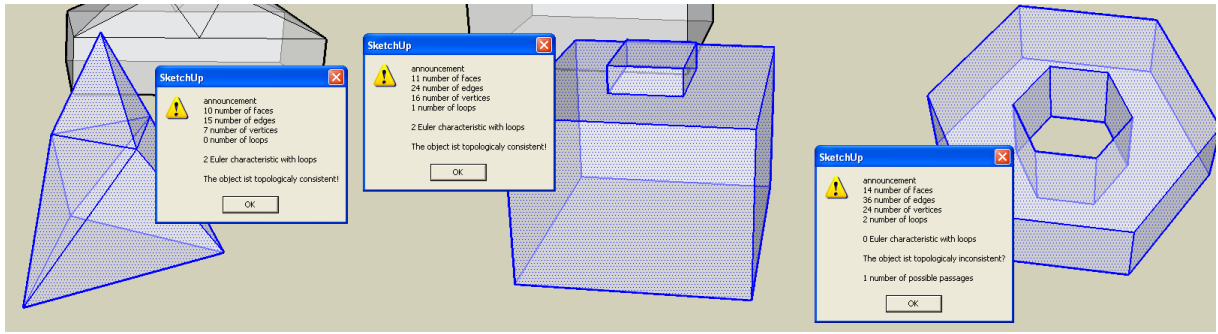 SketchUp
announcement
10 number of faces
15 number of edges
7 number of vertices
0 number of loops
2 Euler characteristic with loops
The object ist topologicaly consistent!
OK
SketchUp
announcement
11 number of faces
24 number of edges
16 number of vertices
1 number of loops
2 Euler characteristic with loops
The object ist topologicaly consistent!
OK
SketchUp
announcement
14 number of faces
36 number of edges
24 number of vertices
2 number of loops
0 Euler characteristic with loops
The object ist topologicaly inconsistent?
1 number of possible passages
OK